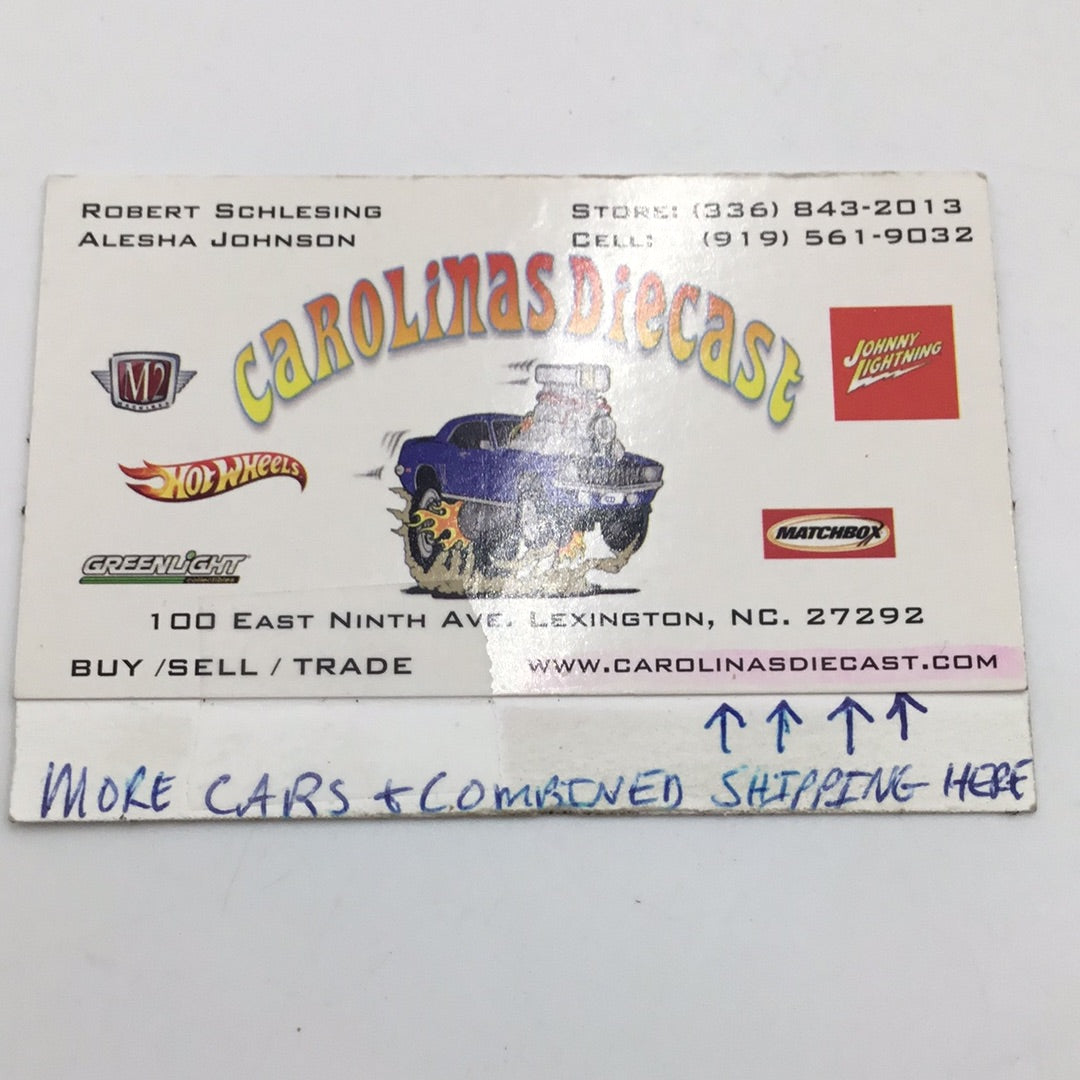 ROBERT SCHLESING
ALESHA JOHNSON
STORE: (336) 843-2013
CELL: (919) 561-9032
CAROLINAS DIECAST
M2
MACHINES
JOHNNY
LIGHTNING
HOT WHEELS
MATCHBOX
GREENLIGHT
collectibles
100 EAST NINTH AVE. LEXINGTON, NC. 27292
BUY /SELL / TRADE
WWW.CAROLINASDIECAST.COM
MORE CARS + COMBINED SHIPPING HERE